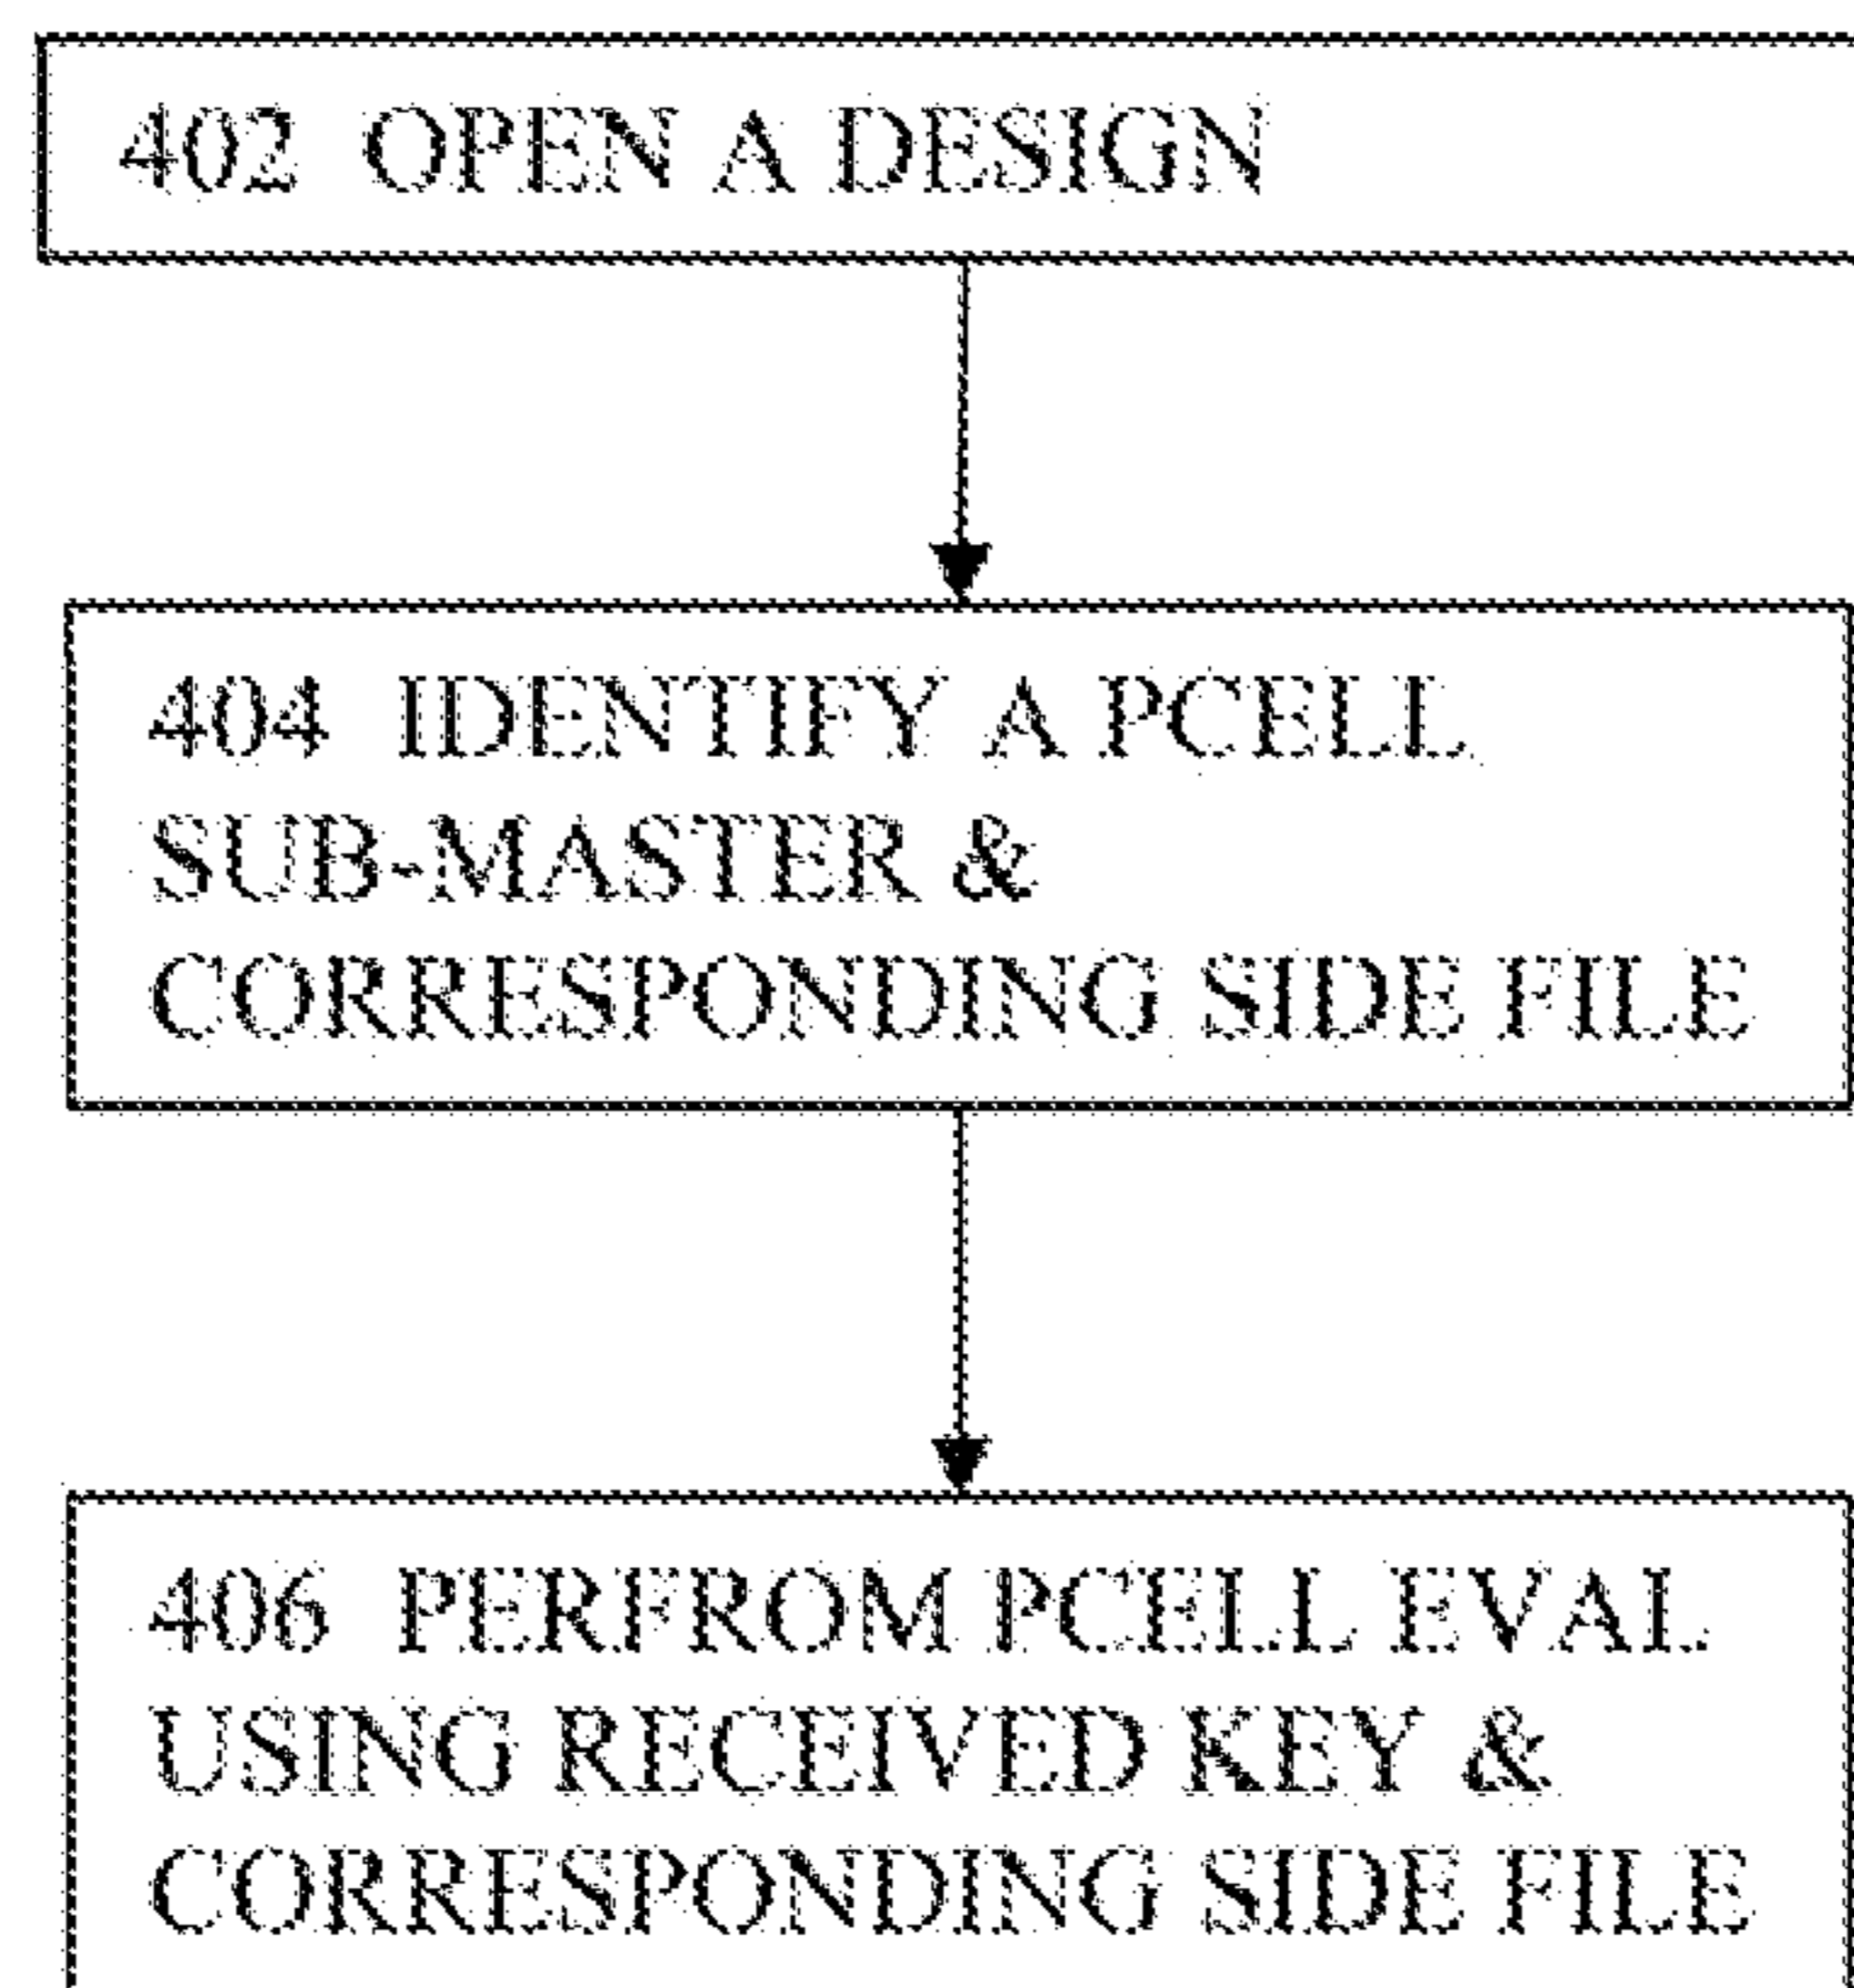 402 OPEN A DESIGN
404 IDENTIFY A PCELL
SUB-MASTER &
CORRESPONDING SIDE FILE
406 PERFROM PCELL EVAL
USING RECEIVED KEY &
CORRESPONDING SIDE FILE